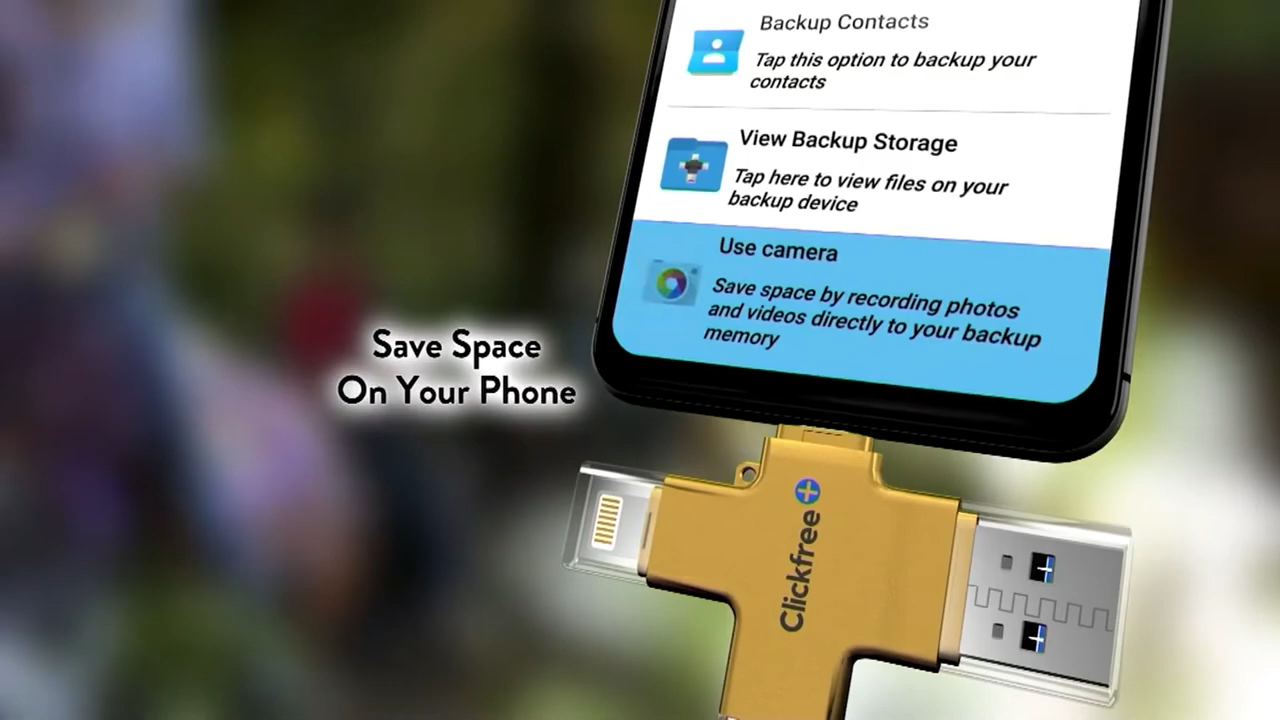 Backup Contacts
Tap this option to backup your
contacts
View Backup Storage
Tap here to view files on your
backup device
Use camera
Save space by recording photos
and videos directly to your backup
memory
Save Space
On Your Phone
Clickfree